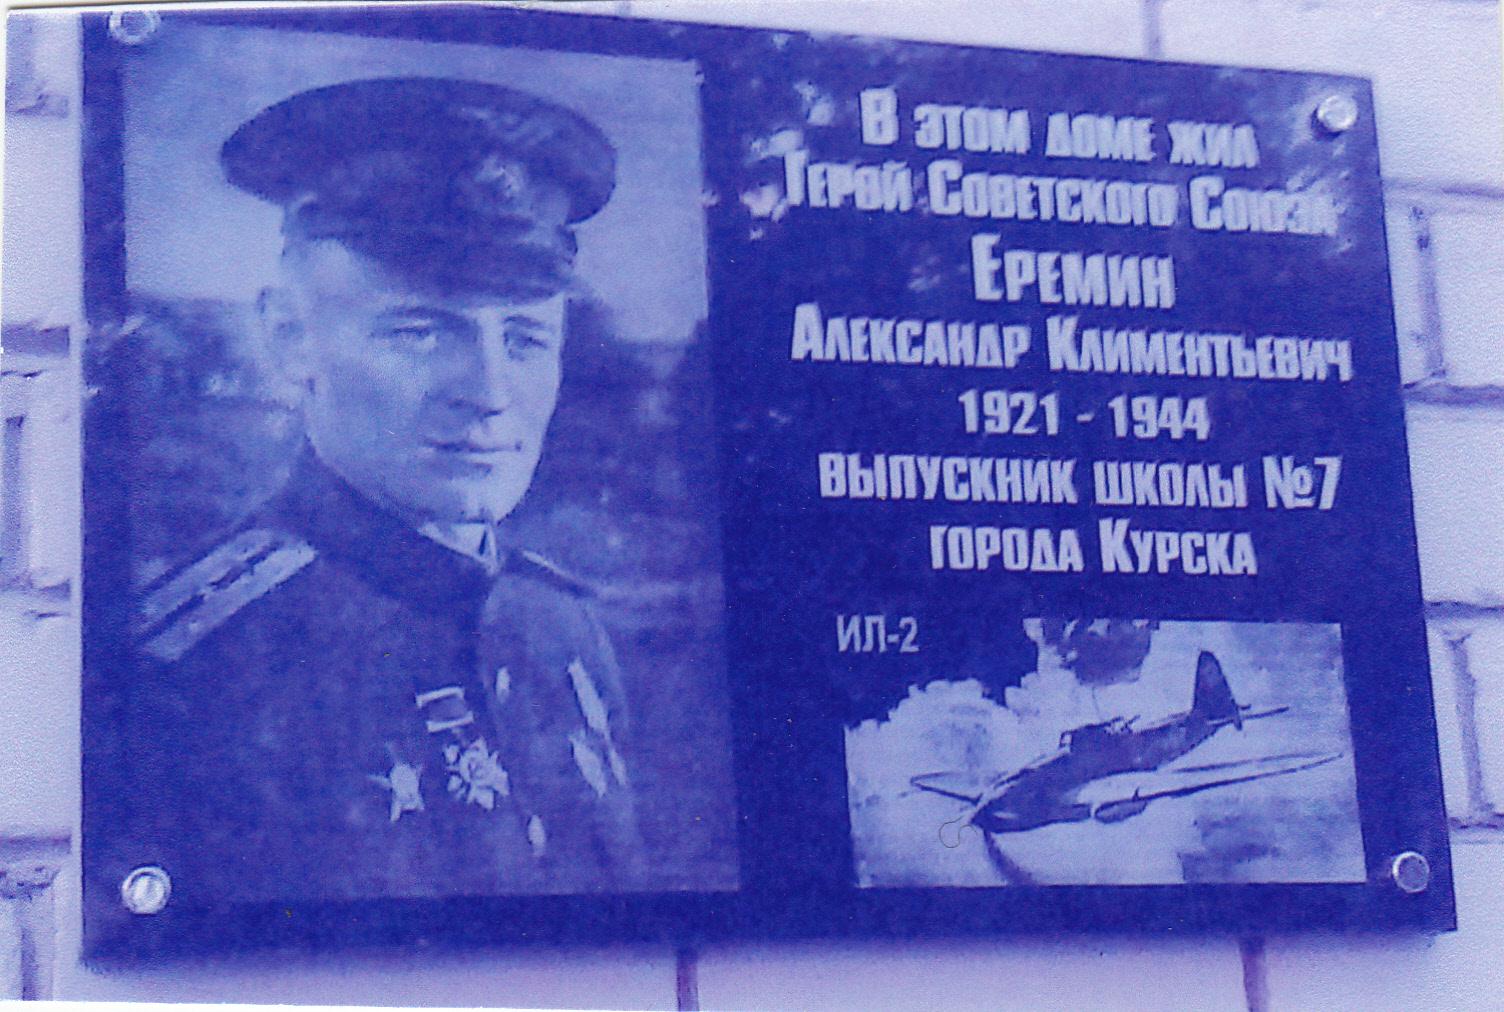 В этом доме жил
Герой Советского Союза
Еремин
Александр Климентьевич
1921 - 1944
выпускник школы №7
города Курска
ИЛ-2